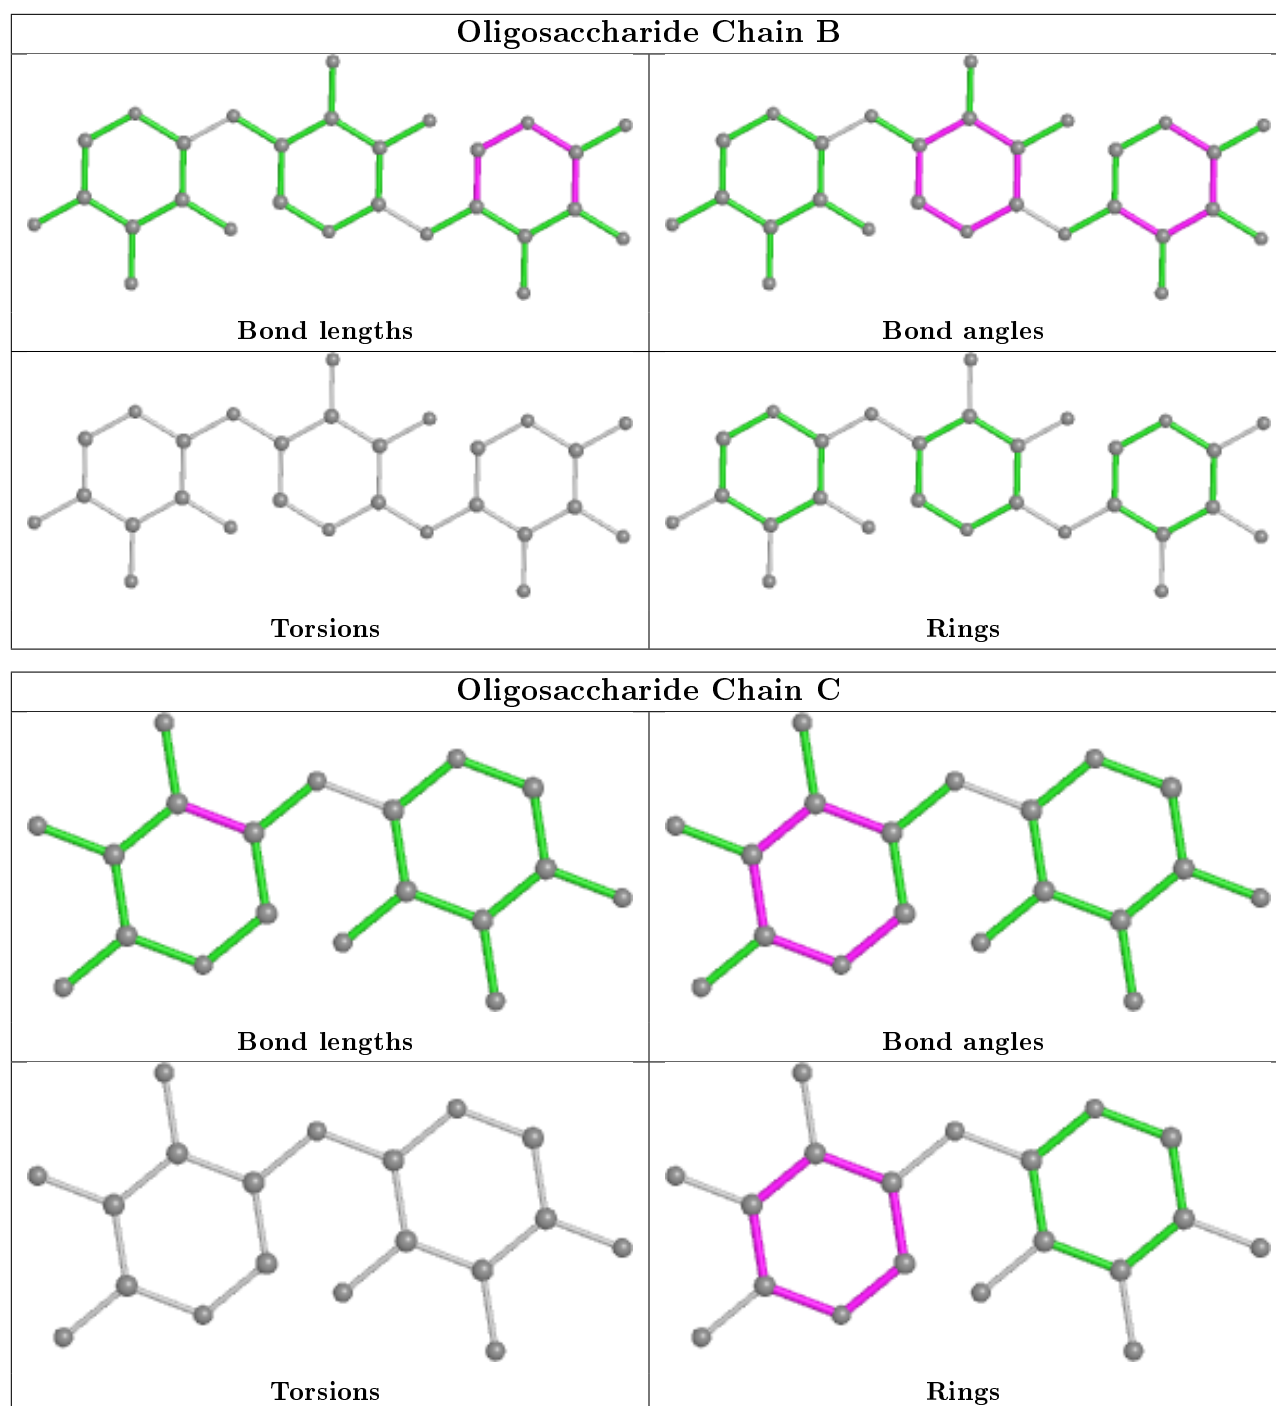 Oligosaccharide Chain B
Bond lengths
Bond angles
Torsions
Rings
Oligosaccharide Chain C
Bond lengths
Bond angles
Torsions
Rings